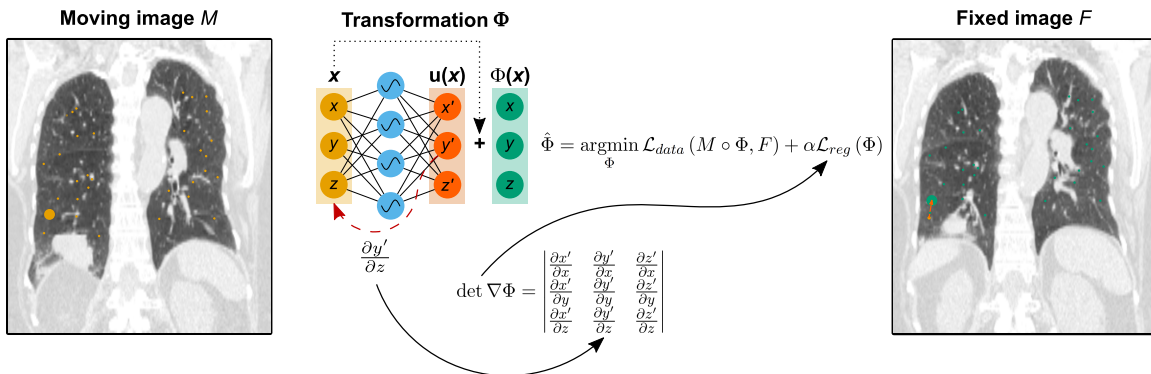 Moving image M
Transformation Φ
Fixed image F
x u(x) Φ(x)
x x' x
y y' + y
z z' z
Φ̂ = argmin_Φ ℒ_data (M ∘ Φ, F) + αℒ_reg (Φ)
∂y'/∂z
det ∇Φ = | ∂x'/∂x ∂y'/∂x ∂z'/∂x |
| ∂x'/∂y ∂y'/∂y ∂z'/∂y |
| ∂x'/∂z ∂y'/∂z ∂z'/∂z |